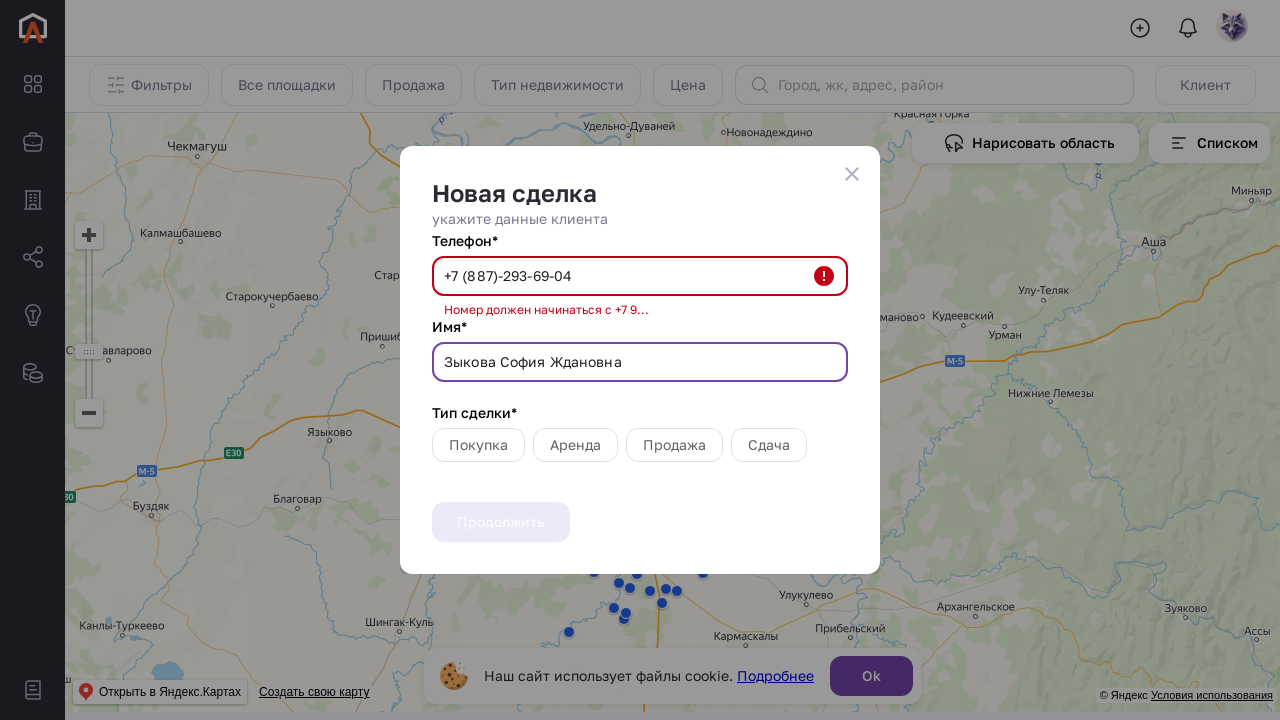 Фильтры
Все площадки
Продажа
Тип недвижимости
Цена
Город, жк, адрес, район
Клиент
Нарисовать область
Списком
Удельно-Дуваней
Новонадеждино
Чекмагуш
Миньяр
Калмашбашево
Аша
Старокучербаево
Улу-Теляк
Кудеевский
Урман
Нижние Лемезы
М-5
Языково
E30
М-5
Благовар
Буздяк
Новая сделка
укажите данные клиента
Телефон*
+7 (887)-293-69-04
Номер должен начинаться с +7 9...
Имя*
Зыкова София Ждановна
Тип сделки*
Покупка
Аренда
Продажа
Сдача
Продолжить
Улукулево
Архангельское
Зуяково
Канлы-Туркеево
Шингак-Куль
Прибельский
Кармаскалы
Ассы
Наш сайт использует файлы cookie. Подробнее
Ok
Открыть в Яндекс.Картах
Создать свою карту
© Яндекс Условия использования